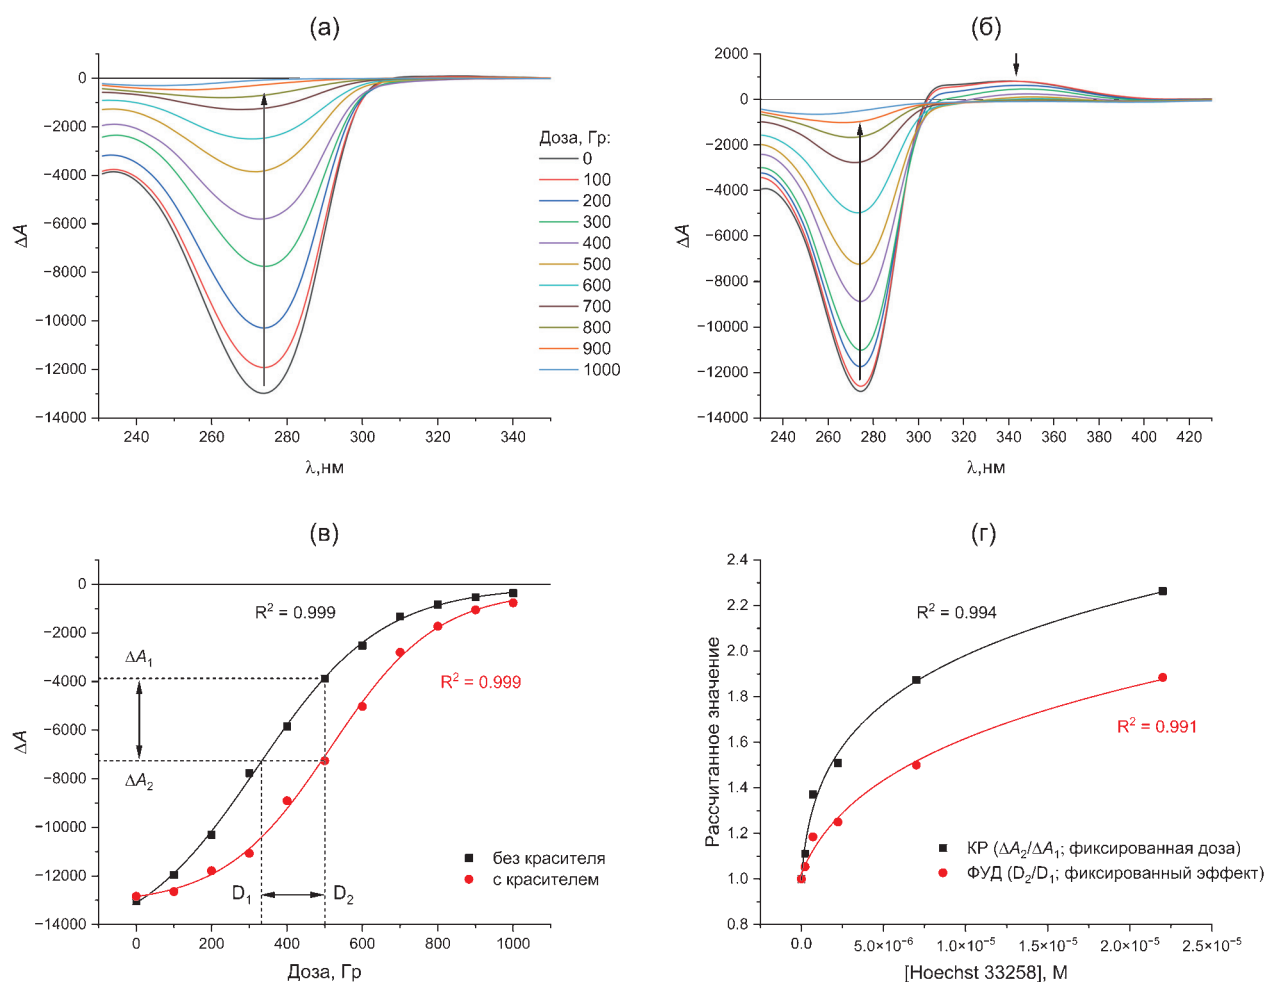 (а)
0
−2000
−4000
−6000
−8000
−10000
−12000
−14000
ΔA
240
260
280
300
320
340
λ,нм
Доза, Гр:
0
100
200
300
400
500
600
700
800
900
1000
(б)
2000
0
−2000
−4000
−6000
−8000
−10000
−12000
−14000
ΔA
240
260
280
300
320
340
360
380
400
420
λ,нм
(в)
0
−2000
−4000
−6000
−8000
−10000
−12000
−14000
ΔA
R² = 0.999
R² = 0.999
ΔA₁
ΔA₂
D₁
D₂
без красителя
с красителем
0
200
400
600
800
1000
Доза, Гр
(г)
2.4
2.2
2.0
1.8
1.6
1.4
1.2
1.0
0.8
Рассчитанное значение
R² = 0.994
R² = 0.991
КР (ΔA₂/ΔA₁; фиксированная доза)
ФУД (D₂/D₁; фиксированный эффект)
0.0
5.0×10⁻⁶
1.0×10⁻⁵
1.5×10⁻⁵
2.0×10⁻⁵
2.5×10⁻⁵
[Hoechst 33258], М